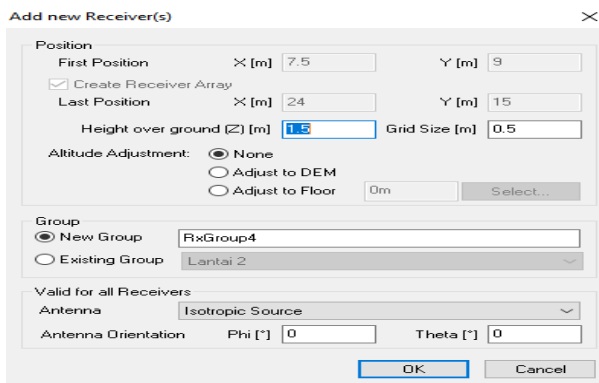 Add new Receiver(s)
Position
First Position X [m] 7.5 Y [m] 9
Create Receiver Array
Last Position X [m] 24 Y [m] 15
Height over ground (Z) [m] 1.5 Grid Size [m] 0.5
Altitude Adjustment: None
Adjust to DEM
Adjust to Floor 0m Select...
Group
New Group RxGroup4
Existing Group Lantai 2
Valid for all Receivers
Antenna Isotropic Source
Antenna Orientation Phi [°] 0 Theta [°] 0
OK Cancel